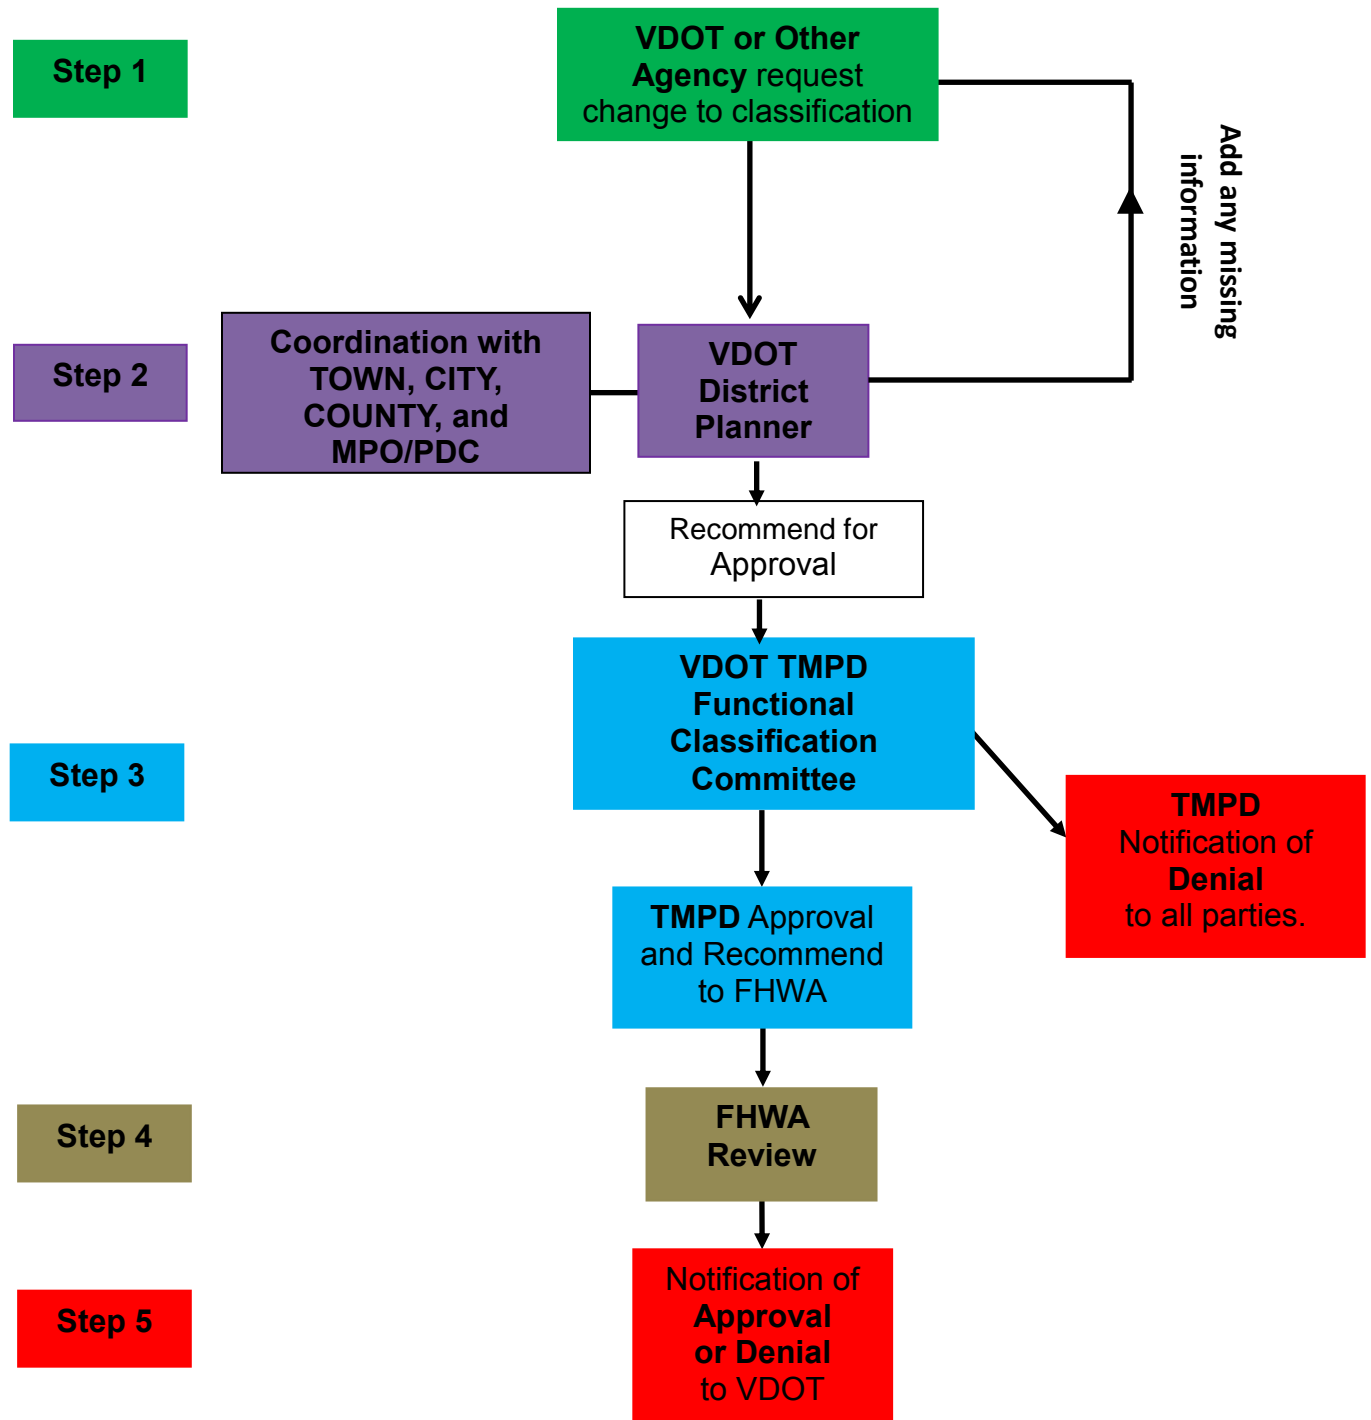 Step 1
VDOT or Other
Agency request
change to classification
Add any missing
information
Step 2
Coordination with
TOWN, CITY,
COUNTY, and
MPO/PDC
VDOT
District
Planner
Recommend for
Approval
VDOT TMPD
Functional
Classification
Committee
Step 3
TMPD
Notification of
Denial
to all parties.
TMPD Approval
and Recommend
to FHWA
Step 4
FHWA
Review
Step 5
Notification of
Approval
or Denial
to VDOT